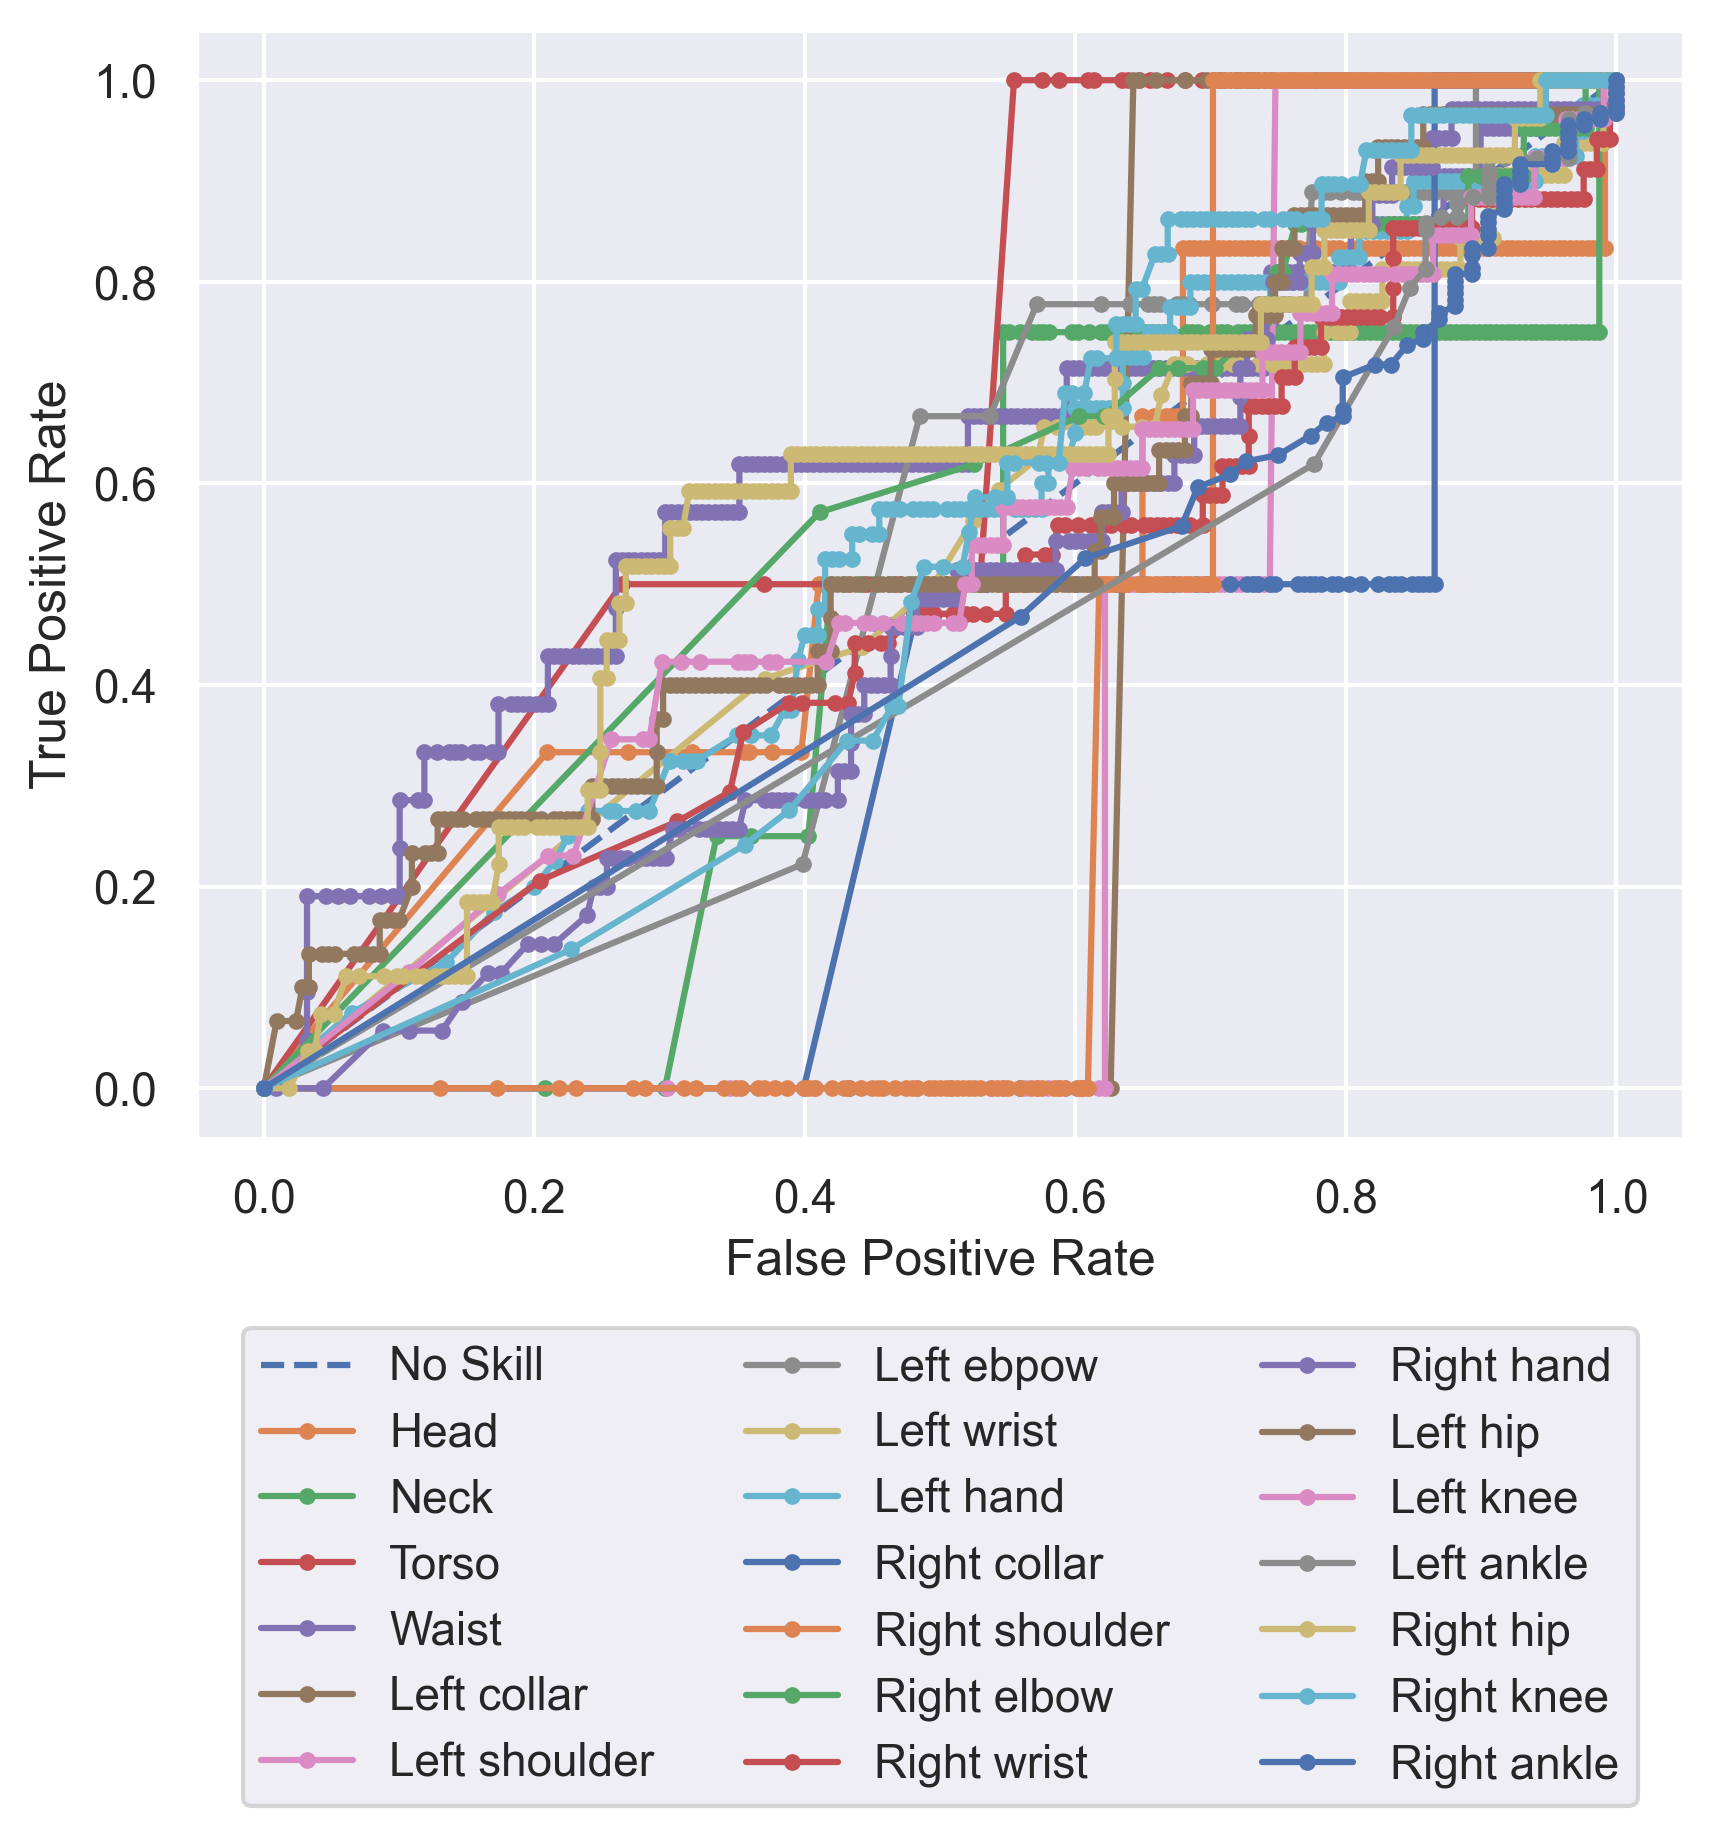 1.0
0.8
0.6
0.4
0.2
0.0
True Positive Rate
0.0 0.2 0.4 0.6 0.8 1.0
False Positive Rate
No Skill
Head
Neck
Torso
Waist
Left collar
Left shoulder
Left ebpow
Left wrist
Left hand
Right collar
Right shoulder
Right elbow
Right wrist
Right hand
Left hip
Left knee
Left ankle
Right hip
Right knee
Right ankle